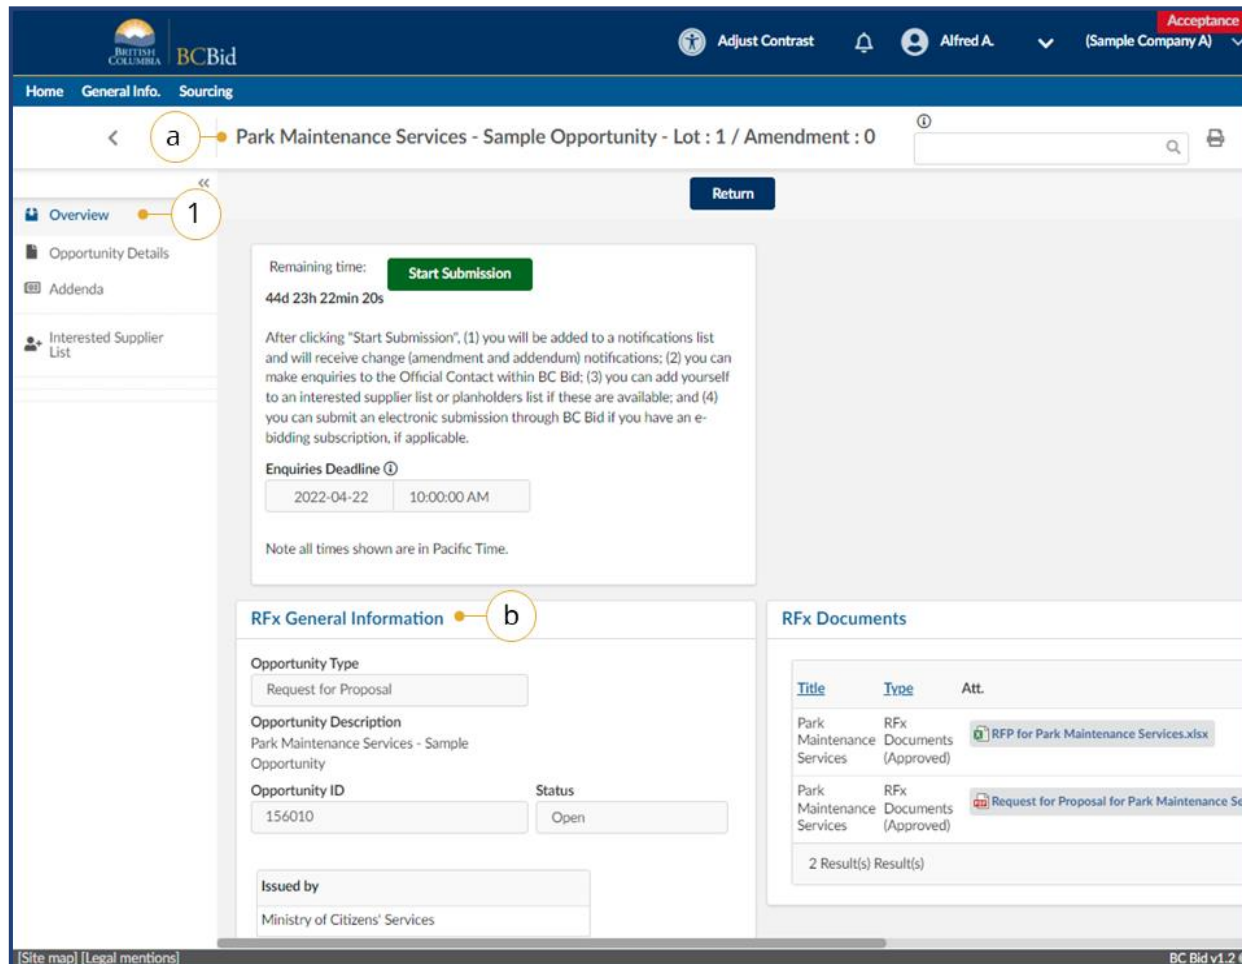 Acceptance
BRITISH COLUMBIA
BCBid
Adjust Contrast
Alfred A.
(Sample Company A)
Home General Info. Sourcing
a
Park Maintenance Services - Sample Opportunity - Lot : 1 / Amendment : 0
Return
Overview
1
Opportunity Details
Addenda
Interested Supplier
List
Remaining time:
Start Submission
44d 23h 22min 20s
After clicking "Start Submission", (1) you will be added to a notifications list
and will receive change (amendment and addendum) notifications; (2) you can
make enquiries to the Official Contact within BC Bid; (3) you can add yourself
to an interested supplier list or planholders list if these are available; and (4)
you can submit an electronic submission through BC Bid if you have an e-
bidding subscription, if applicable.
Enquiries Deadline
2022-04-22 10:00:00 AM
Note all times shown are in Pacific Time.
RFx General Information
b
Opportunity Type
Request for Proposal
Opportunity Description
Park Maintenance Services - Sample
Opportunity
Opportunity ID Status
156010 Open
Issued by
Ministry of Citizens' Services
RFx Documents
Title Type Att.
Park Maintenance Services
RFx Documents (Approved)
RFP for Park Maintenance Services.xlsx
Park Maintenance Services
RFx Documents (Approved)
Request for Proposal for Park Maintenance Se
2 Result(s) Result(s)
[Site map] [Legal mentions]
BC Bid v1.2 ©